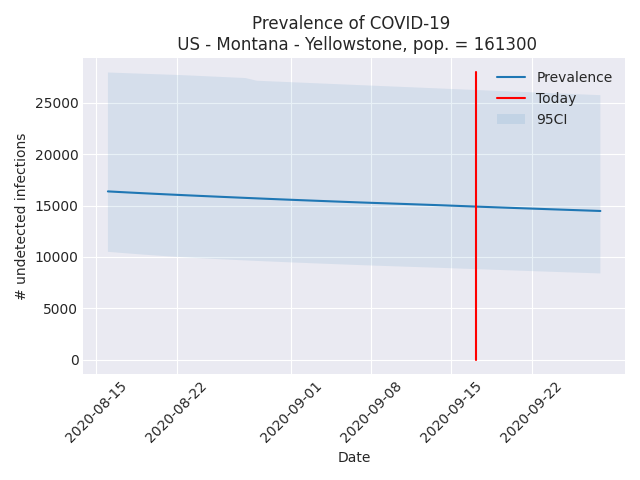 Prevalence of COVID-19
US - Montana - Yellowstone, pop. = 161300
Prevalence
Today
95CI
# undetected infections
25000
20000
15000
10000
5000
0
2020-08-15
2020-08-22
2020-09-01
2020-09-08
2020-09-15
2020-09-22
Date